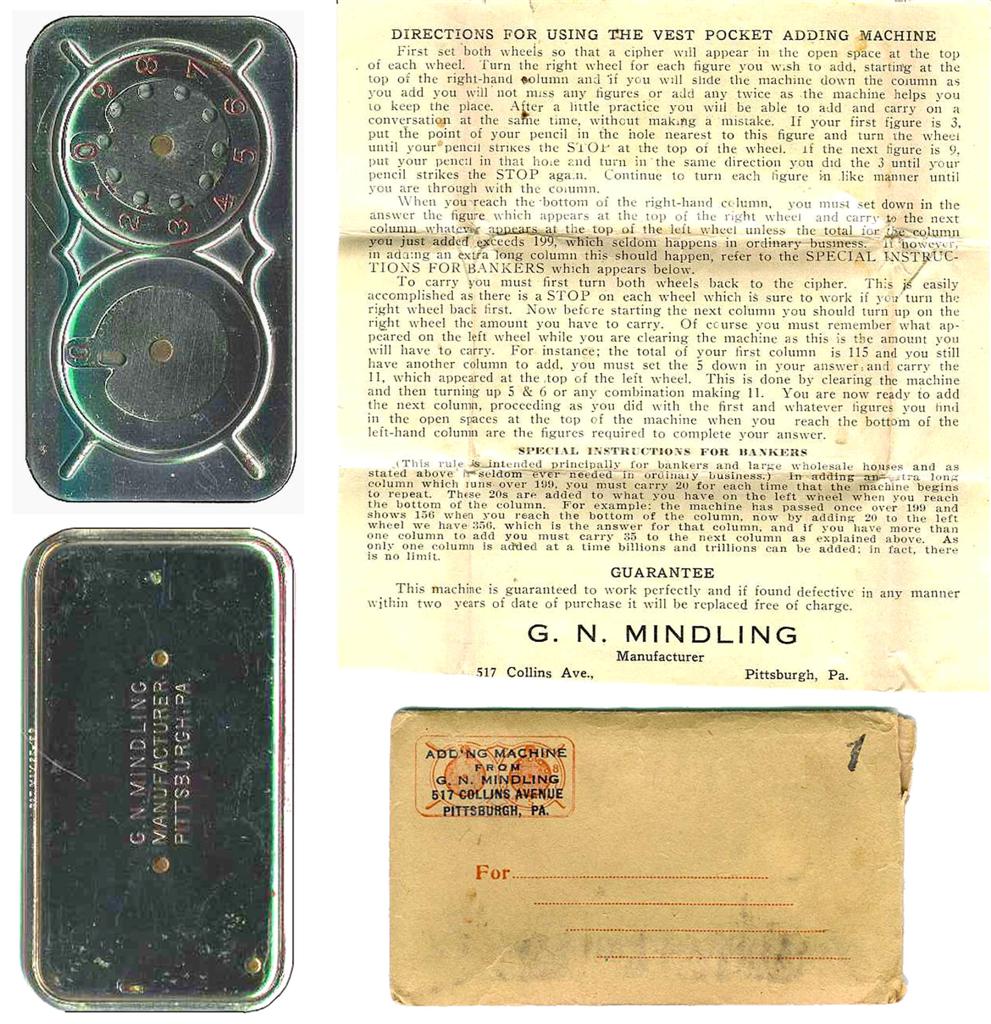 9 8 7 6 5 4 3 2 1 0
0
DIRECTIONS FOR USING THE VEST POCKET ADDING MACHINE
First set both wheels so that a cipher will appear in the open space at the top
of each wheel. Turn the right wheel for each figure you wish to add, starting at the
top of the right-hand column and if you will slide the machine down the column as
you add you will not miss any figures or add any twice as the machine helps you
to keep the place. After a little practice you will be able to add and carry on a
conversation at the same time, without making a mistake. If your first figure is 3,
put the point of your pencil in the hole nearest to this figure and turn the wheel
until your pencil strikes the STOP at the top of the wheel. If the next figure is 9,
put your pencil in that hole and turn in the same direction you did the 3 until your
pencil strikes the STOP again. Continue to turn each figure in like manner until
you are through with the column.
When you reach the bottom of the right-hand column, you must set down in the
answer the figure which appears at the top of the right wheel and carry to the next
column whatever appears at the top of the left wheel unless the total for the column
you just added exceeds 199, which seldom happens in ordinary business. If however,
in adding an extra long column this should happen, refer to the SPECIAL INSTRUC-
TIONS FOR BANKERS which appears below.
To carry you must first turn both wheels back to the cipher. This is easily
accomplished as there is a STOP on each wheel which is sure to work if you turn the
right wheel back first. Now before starting the next column you should turn up on the
right wheel the amount you have to carry. Of course you must remember what ap-
peared on the left wheel while you are clearing the machine as this is the amount you
will have to carry. For instance; the total of your first column is 115 and you still
have another column to add, you must set the 5 down in your answer and carry the
11, which appeared at the top of the left wheel. This is done by clearing the machine
and then turning up 5 & 6 or any combination making 11. You are now ready to add
the next column, proceeding as you did with the first and whatever figures you find
in the open spaces at the top of the machine when you reach the bottom of the
left-hand column are the figures required to complete your answer.
SPECIAL INSTRUCTIONS FOR BANKERS
(This rule is intended principally for bankers and large wholesale houses and as
stated above is seldom ever needed in ordinary business.) In adding an extra long
column which runs over 199, you must carry 20 for each time that the machine begins
to repeat. These 20s are added to what you have on the left wheel when you reach
the bottom of the column. For example: the machine has passed once over 199 and
shows 156 when you reach the bottom of the column, now by adding 20 to the left
wheel we have 356, which is the answer for that column, and if you have more than
one column to add you must carry 35 to the next column as explained above. As
only one column is added at a time billions and trillions can be added; in fact, there
is no limit.
GUARANTEE
This machine is guaranteed to work perfectly and if found defective in any manner
within two years of date of purchase it will be replaced free of charge.
G. N. MINDLING
Manufacturer
517 Collins Ave., Pittsburgh, Pa.
G.N.MINDLING
MANUFACTURER
PITTSBURGH.PA
ADD'NG MACHINE
FROM
G. N. MINDLING
517 COLLINS AVENUE
PITTSBURGH, PA.
8
1
For